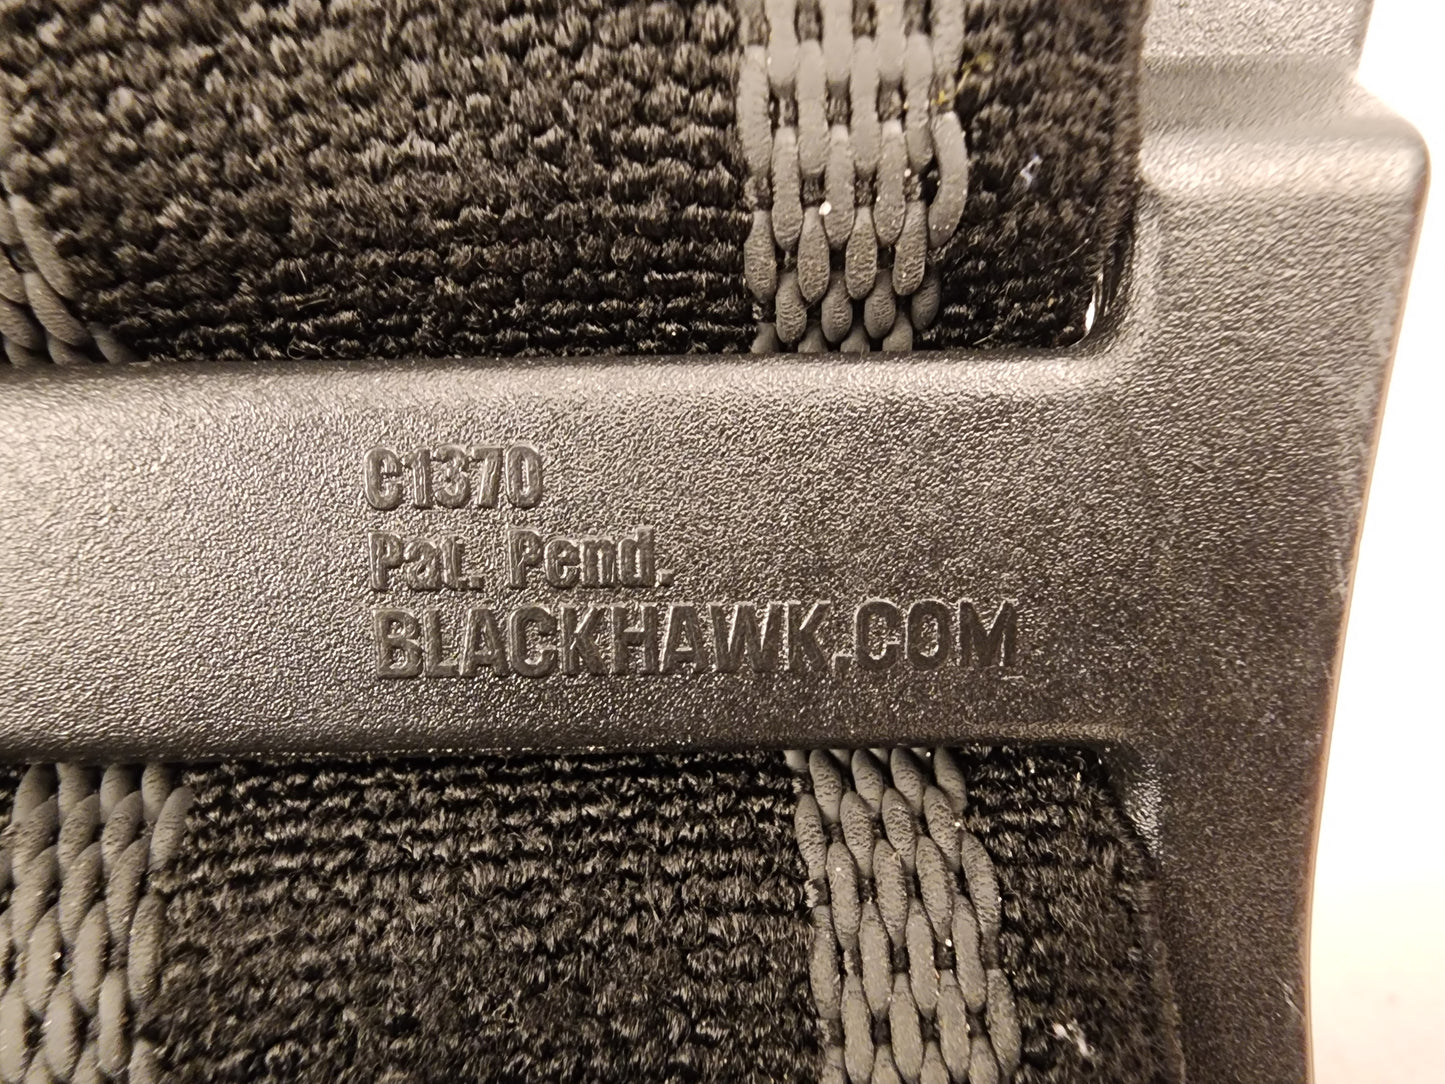 C1370
Pat. Pend.
BLACKHAWK.COM